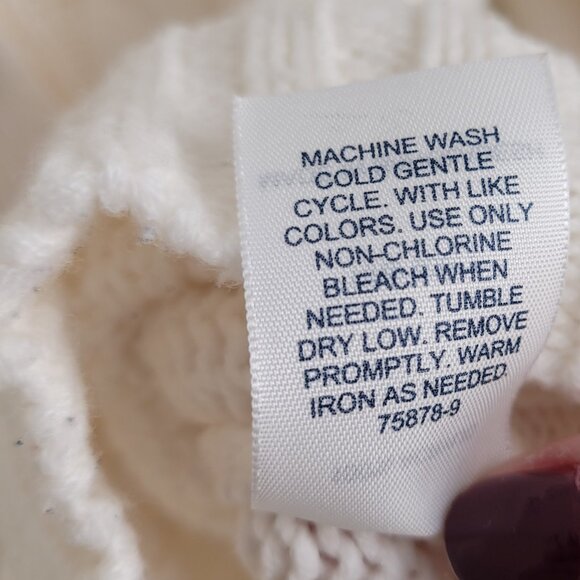 MACHINE WASH
COLD GENTLE
CYCLE. WITH LIKE
COLORS. USE ONLY
NON-CHLORINE
BLEACH WHEN
NEEDED. TUMBLE
DRY LOW. REMOVE
PROMPTLY. WARM
IRON AS NEEDED.
75878-9